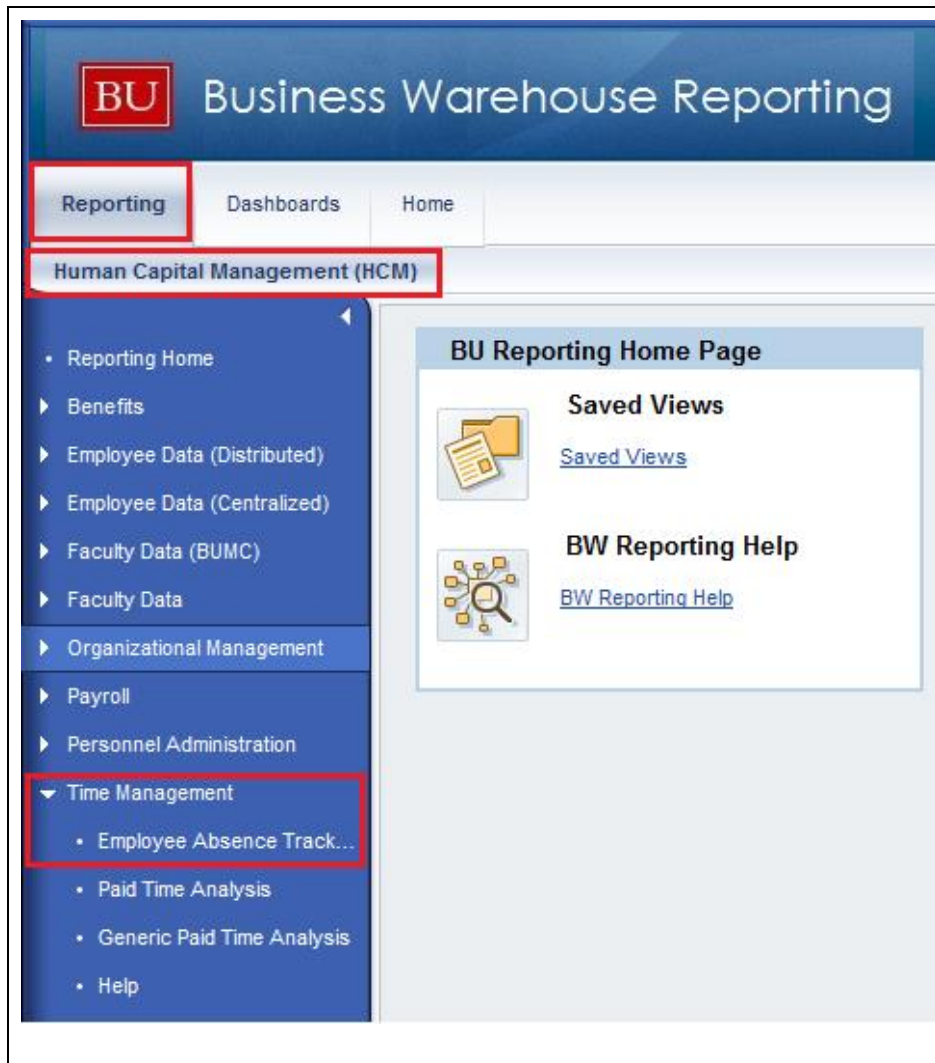 BU Business Warehouse Reporting
Reporting Dashboards Home
Human Capital Management (HCM)
Reporting Home
Benefits
Employee Data (Distributed)
Employee Data (Centralized)
Faculty Data (BUMC)
Faculty Data
Organizational Management
Payroll
Personnel Administration
Time Management
Employee Absence Track...
Paid Time Analysis
Generic Paid Time Analysis
Help
BU Reporting Home Page
Saved Views
Saved Views
BW Reporting Help
BW Reporting Help